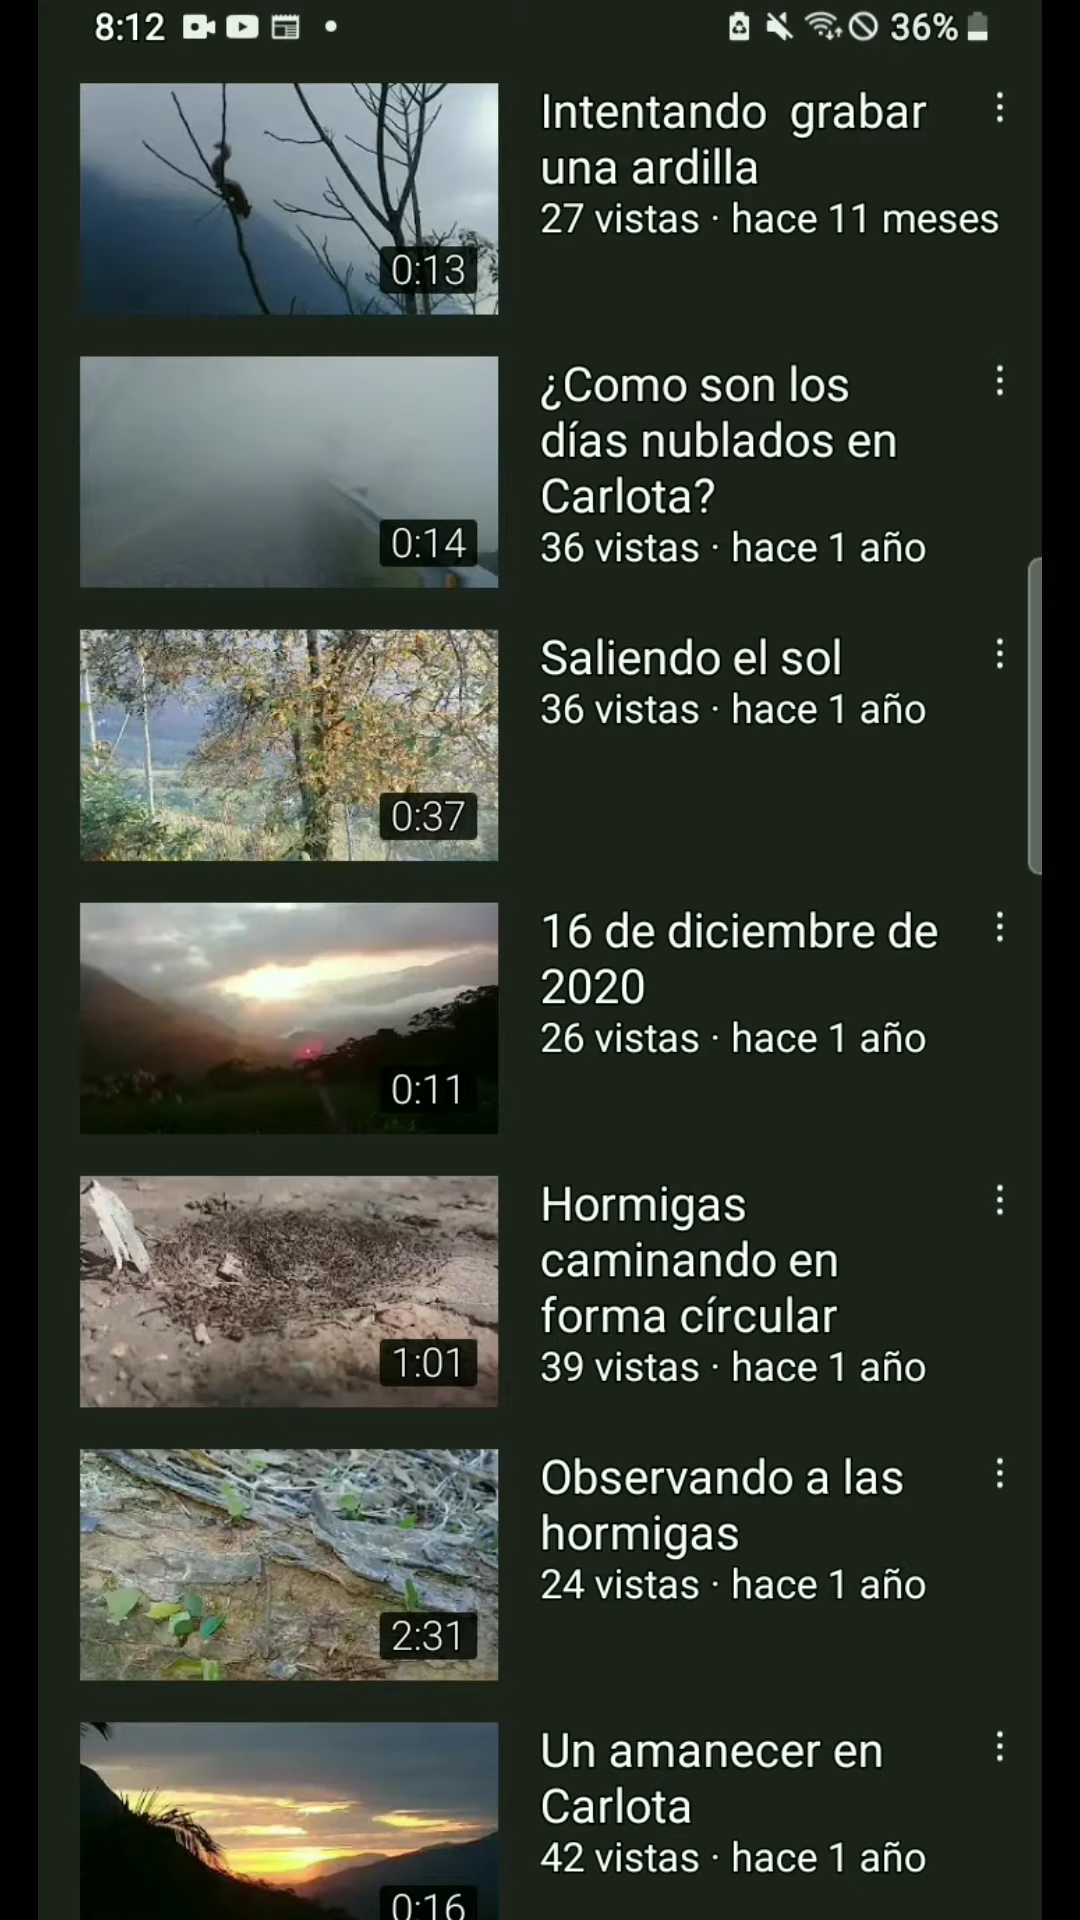 8:12
36%
Intentando  grabar
una ardilla
27 vistas · hace 11 meses
0:13
¿Como son los
días nublados en
Carlota?
36 vistas · hace 1 año
0:14
Saliendo el sol
36 vistas · hace 1 año
0:37
16 de diciembre de
2020
26 vistas · hace 1 año
0:11
Hormigas
caminando en
forma círcular
39 vistas · hace 1 año
1:01
Observando a las
hormigas
24 vistas · hace 1 año
2:31
Un amanecer en
Carlota
42 vistas · hace 1 año
0:16